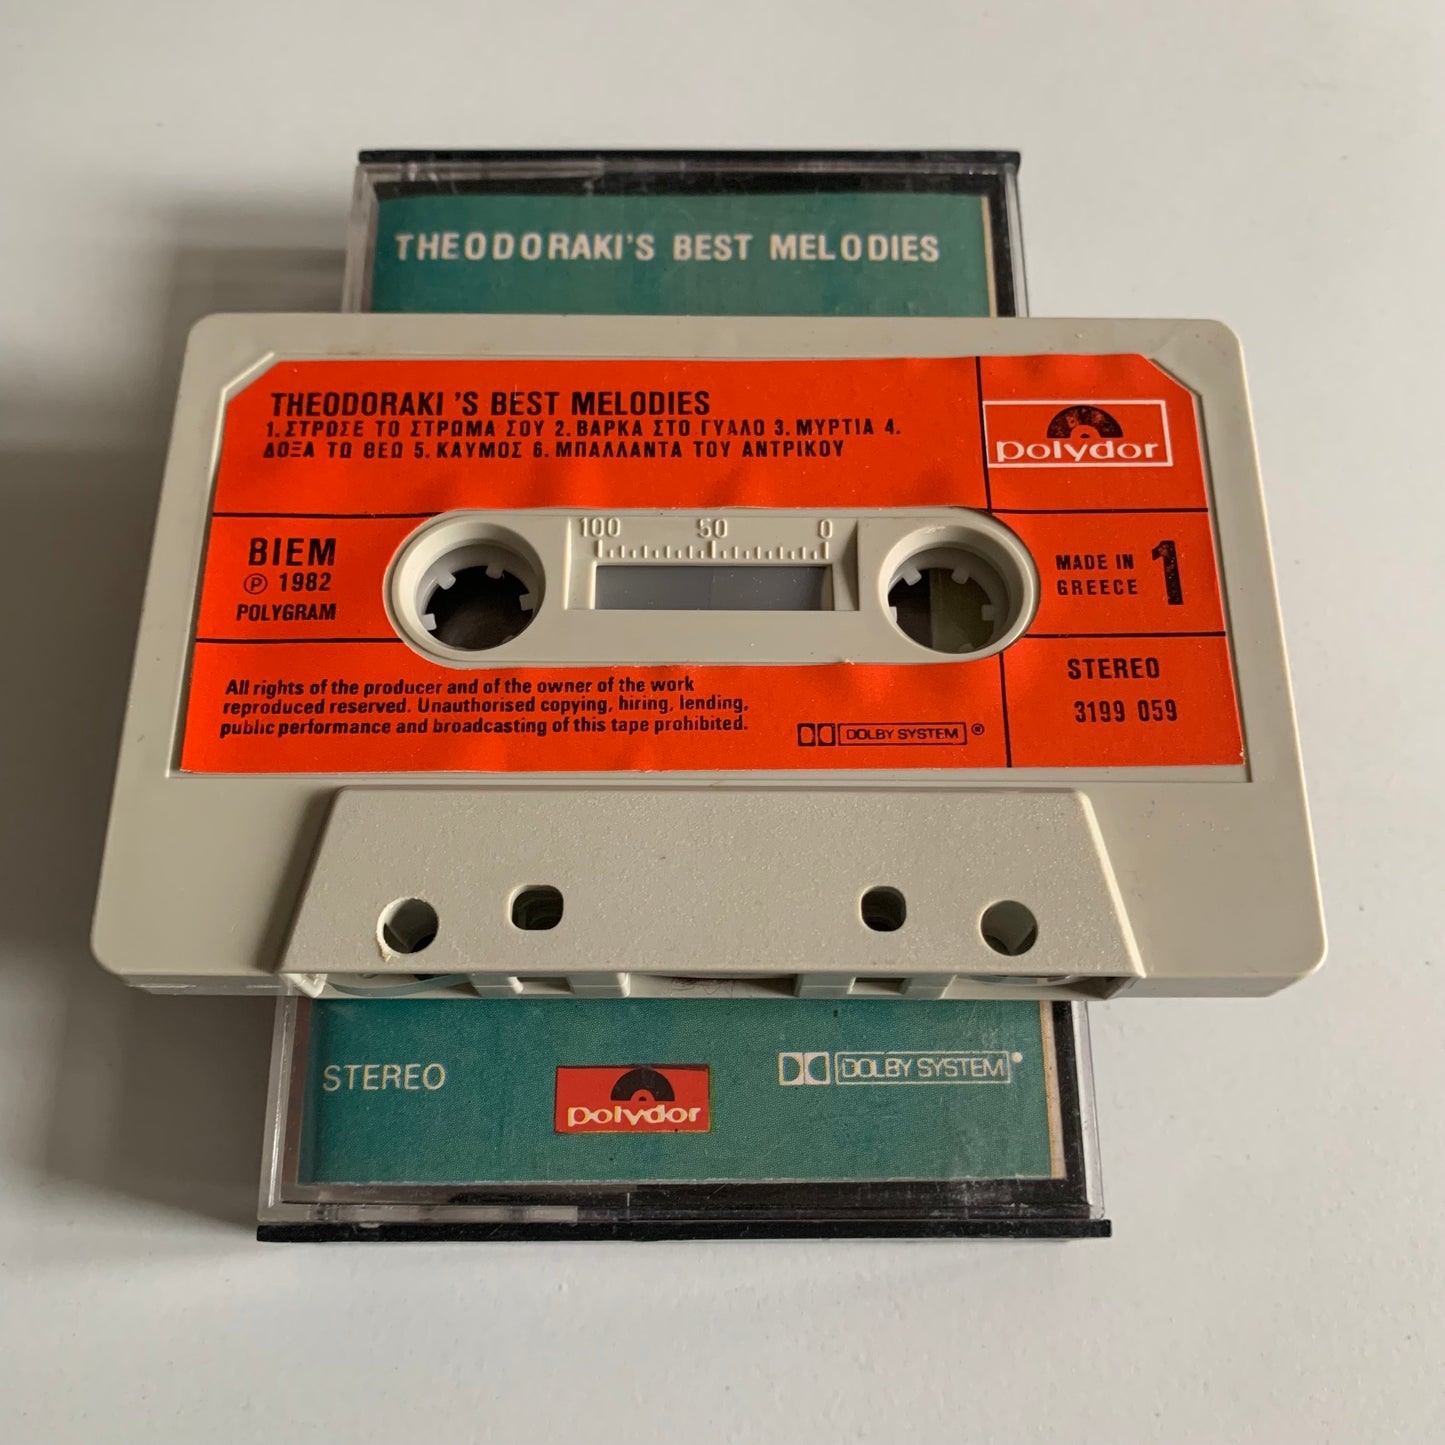 THEODORAKI'S BEST MELODIES
THEODORAKI 'S BEST MELODIES
1. ΣΤΡΩΣΕ ΤΟ ΣΤΡΩΜΑ ΣΟΥ 2. ΒΑΡΚΑ ΣΤΟ ΓΥΑΛΟ 3. ΜΥΡΤΙΑ 4.
ΔΟΞΑ ΤΩ ΘΕΩ 5. ΚΑΥΜΟΣ 6. ΜΠΑΛΛΑΝΤΑ ΤΟΥ ΑΝΤΡΙΚΟΥ
polydor
100 50 0
BIEM
℗ 1982
POLYGRAM
MADE IN
GREECE
1
STEREO
3199 059
All rights of the producer and of the owner of the work
reproduced reserved. Unauthorised copying, hiring, lending,
public performance and broadcasting of this tape prohibited.
DOLBY SYSTEM ®
STEREO
polydor
DOLBY SYSTEM